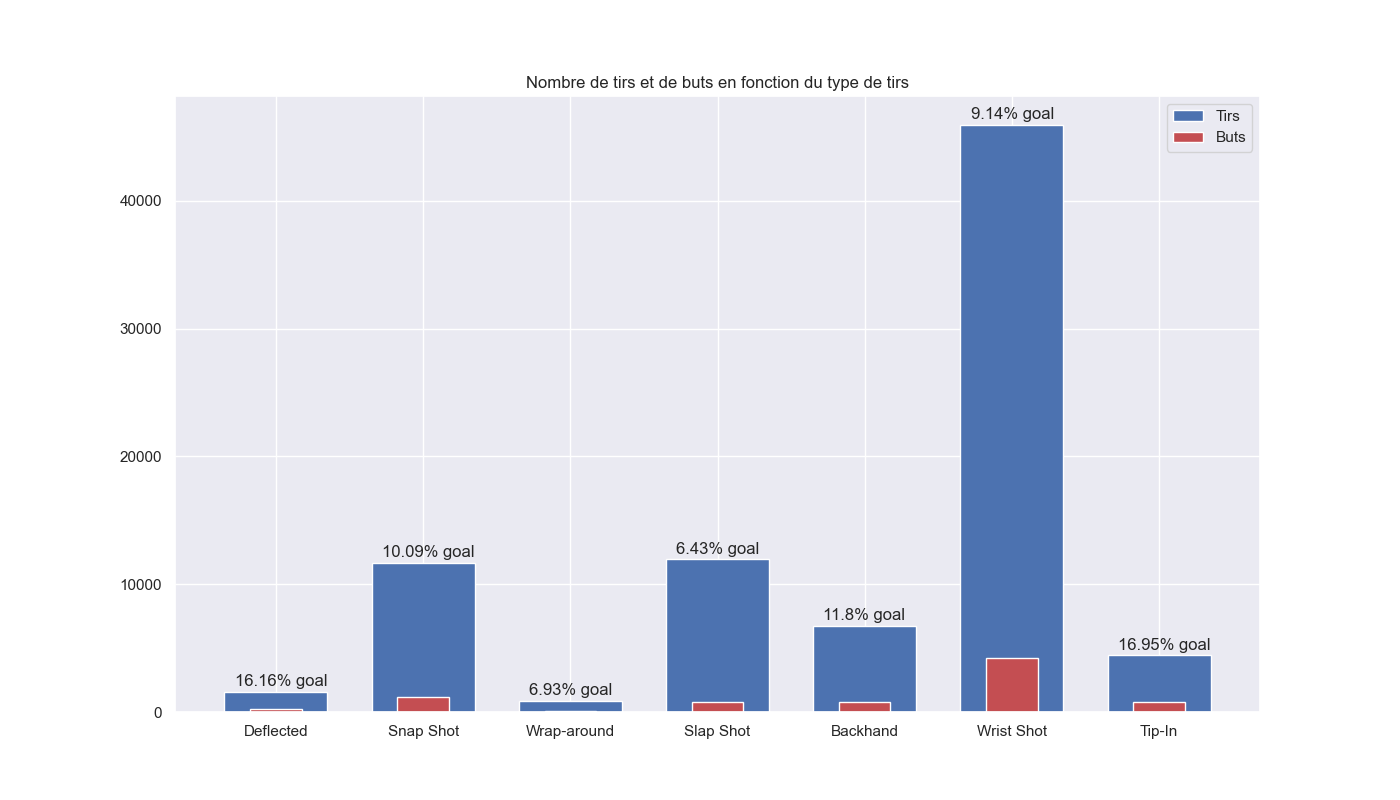 Nombre de tirs et de buts en fonction du type de tirs
9.14% goal
Tirs
Buts
40000
30000
20000
10.09% goal
6.43% goal
10000
11.8% goal
16.95% goal
16.16% goal
6.93% goal
0
Deflected
Snap Shot
Wrap-around
Slap Shot
Backhand
Wrist Shot
Tip-In